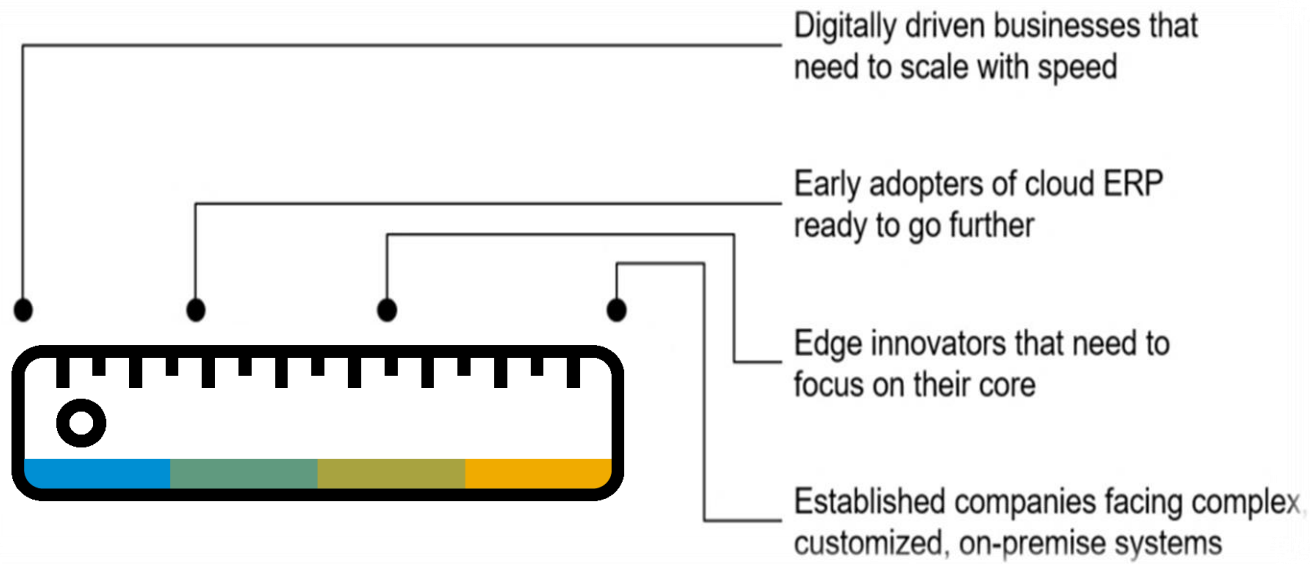 Digitally driven businesses that
need to scale with speed
Early adopters of cloud ERP
ready to go further
Edge innovators that need to
focus on their core
Established companies facing complex,
customized, on-premise systems